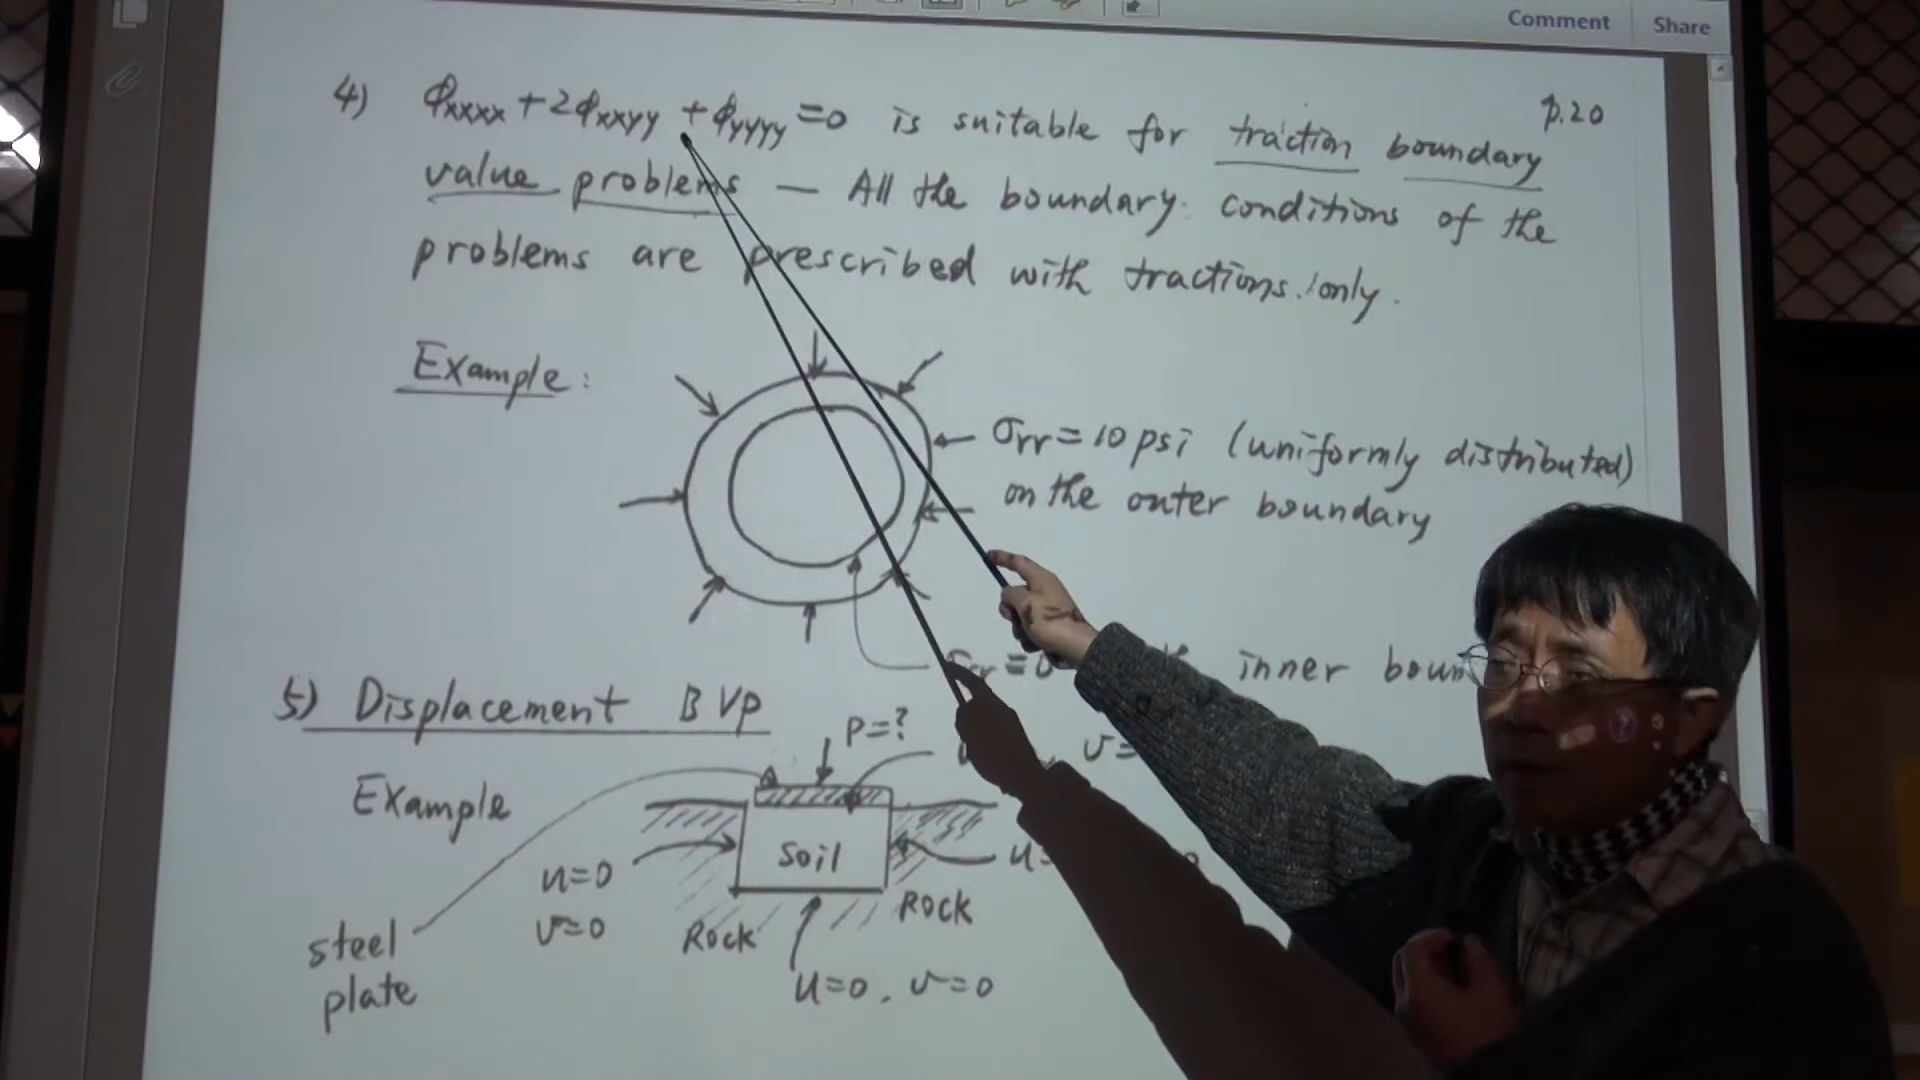 Comment Share
p.20
4) ϕxxxx + 2ϕxxyy + ϕyyyy = 0 is suitable for traction boundary
value problems — All the boundary conditions of the
problems are prescribed with tractions only.
Example:
σrr = 10 psi (uniformly distributed)
on the outer boundary
inner
5) Displacement BVP
P=?
Example
Soil
u=0
v=0
Rock
Rock
steel
plate
u=0, v=0